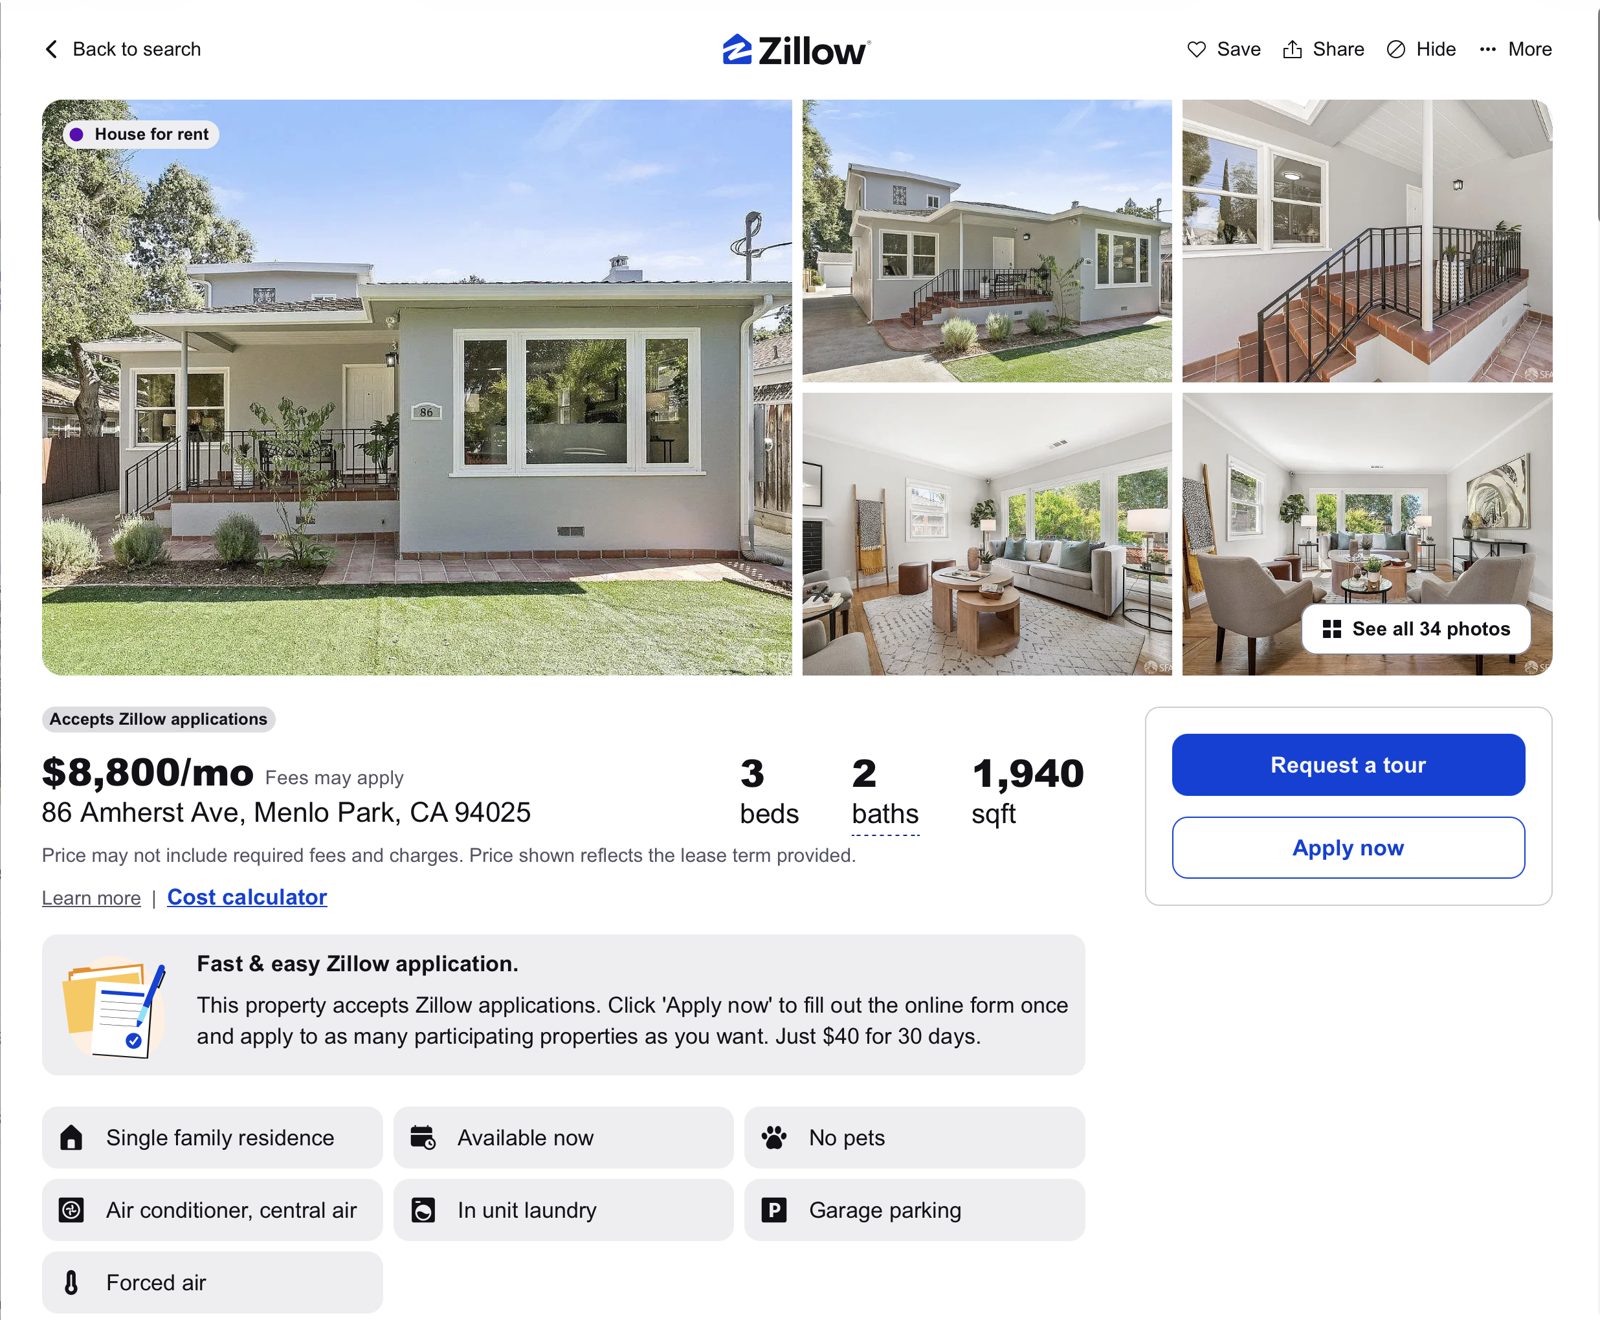 Back to search
Zillow
Save
Share
Hide
More
House for rent
86
See all 34 photos
Accepts Zillow applications
$8,800/mo Fees may apply
86 Amherst Ave, Menlo Park, CA 94025
3 beds
2 baths
1,940 sqft
Price may not include required fees and charges. Price shown reflects the lease term provided.
Learn more | Cost calculator
Request a tour
Apply now
Fast & easy Zillow application.
This property accepts Zillow applications. Click 'Apply now' to fill out the online form once
and apply to as many participating properties as you want. Just $40 for 30 days.
Single family residence
Available now
No pets
Air conditioner, central air
In unit laundry
P
Garage parking
Forced air